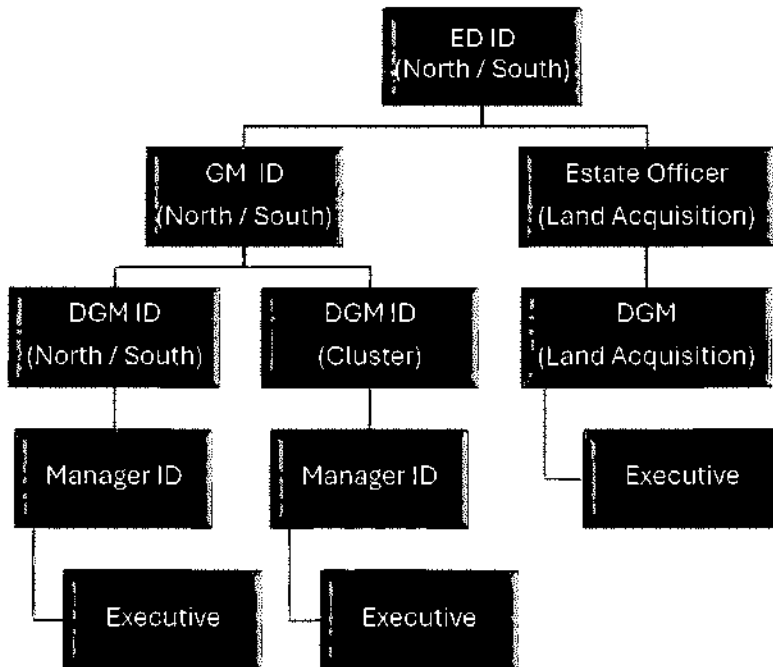 ED ID
(North / South)
GM ID
(North / South)
Estate Officer
(Land Acquisition)
DGM ID
(North / South)
DGM ID
(Cluster)
DGM
(Land Acquisition)
Manager ID
Manager ID
Executive
Executive
Executive